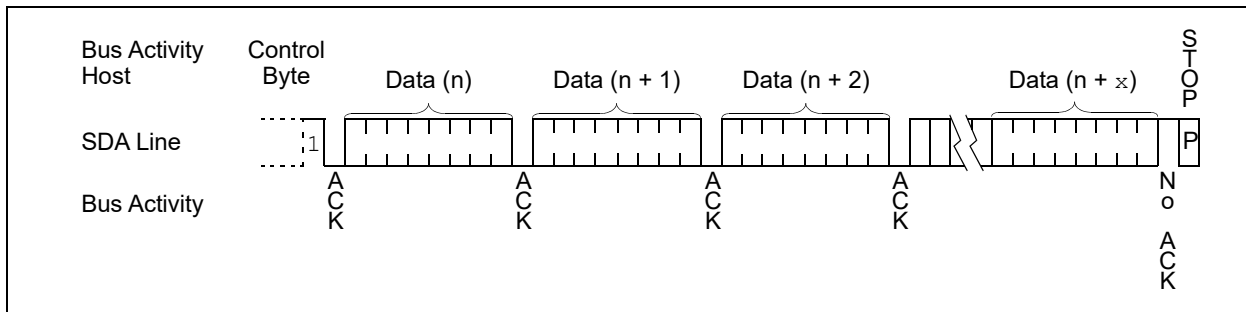 Bus Activity
Host
Control
Byte
Data (n)
Data (n + 1)
Data (n + 2)
Data (n + x)
STOP
SDA Line
1
P
Bus Activity
ACK
ACK
ACK
ACK
No ACK